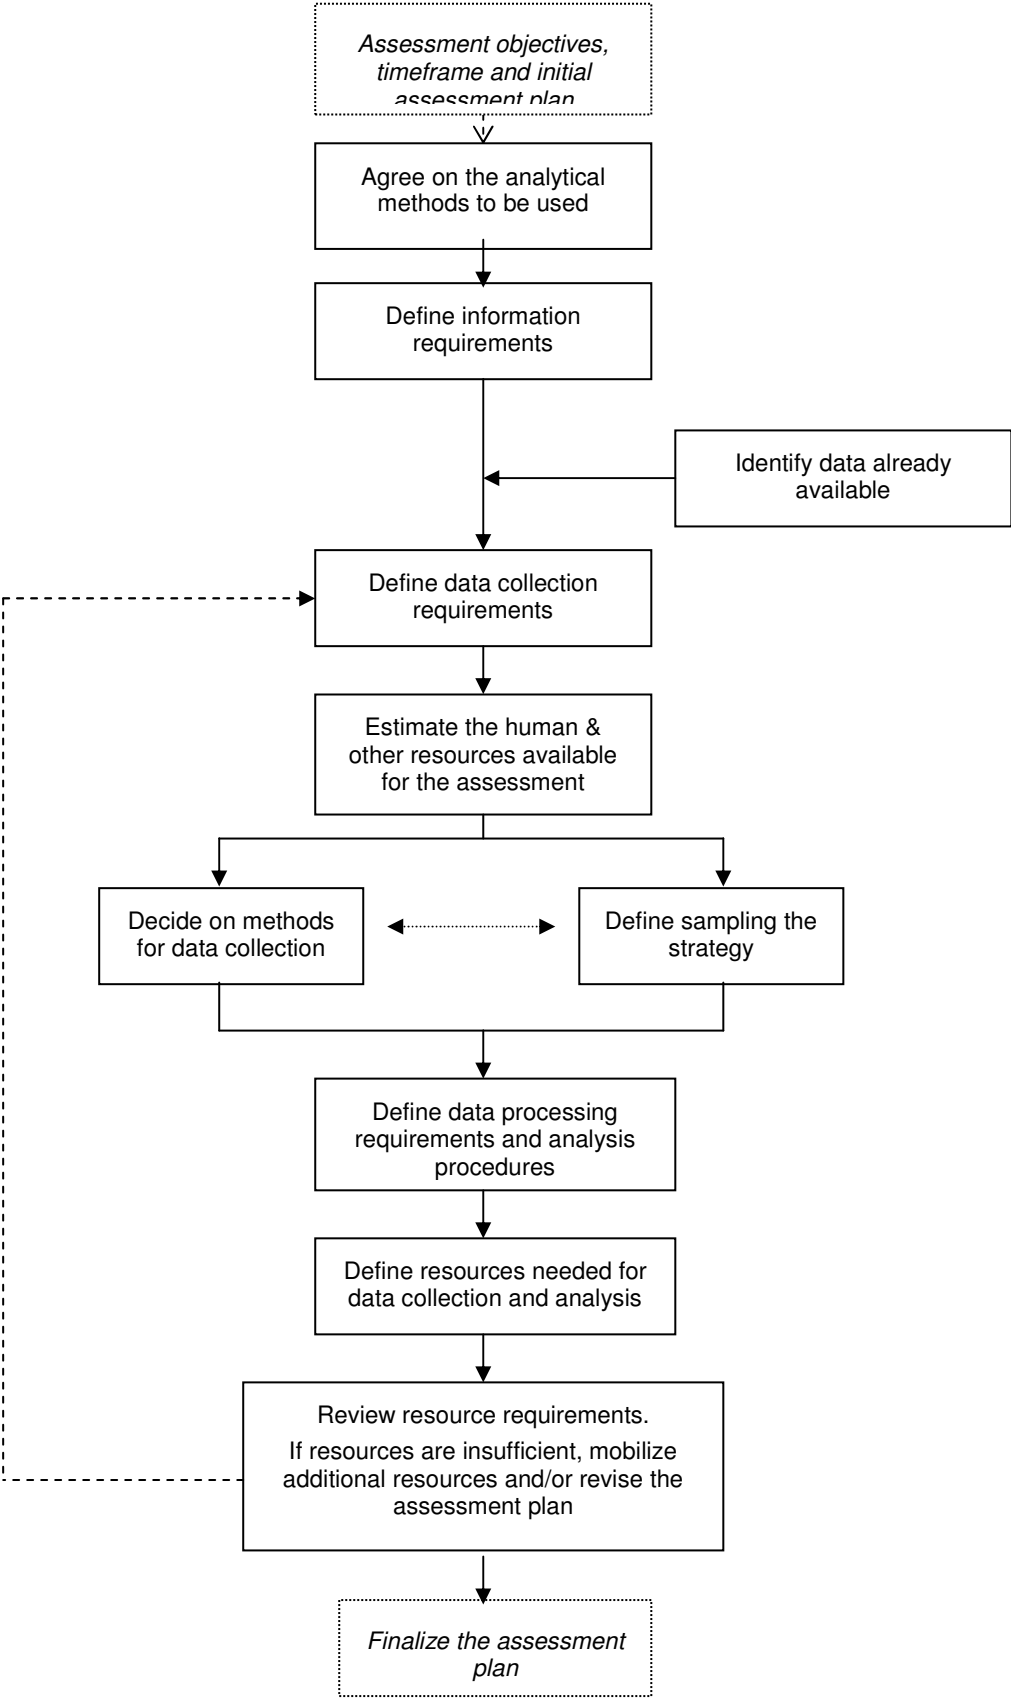 Assessment objectives,
timeframe and initial
assessment plan
Agree on the analytical
methods to be used
Define information
requirements
Identify data already
available
Define data collection
requirements
Estimate the human &
other resources available
for the assessment
Decide on methods
for data collection
Define sampling the
strategy
Define data processing
requirements and analysis
procedures
Define resources needed for
data collection and analysis
Review resource requirements.
If resources are insufficient, mobilize
additional resources and/or revise the
assessment plan
Finalize the assessment
plan